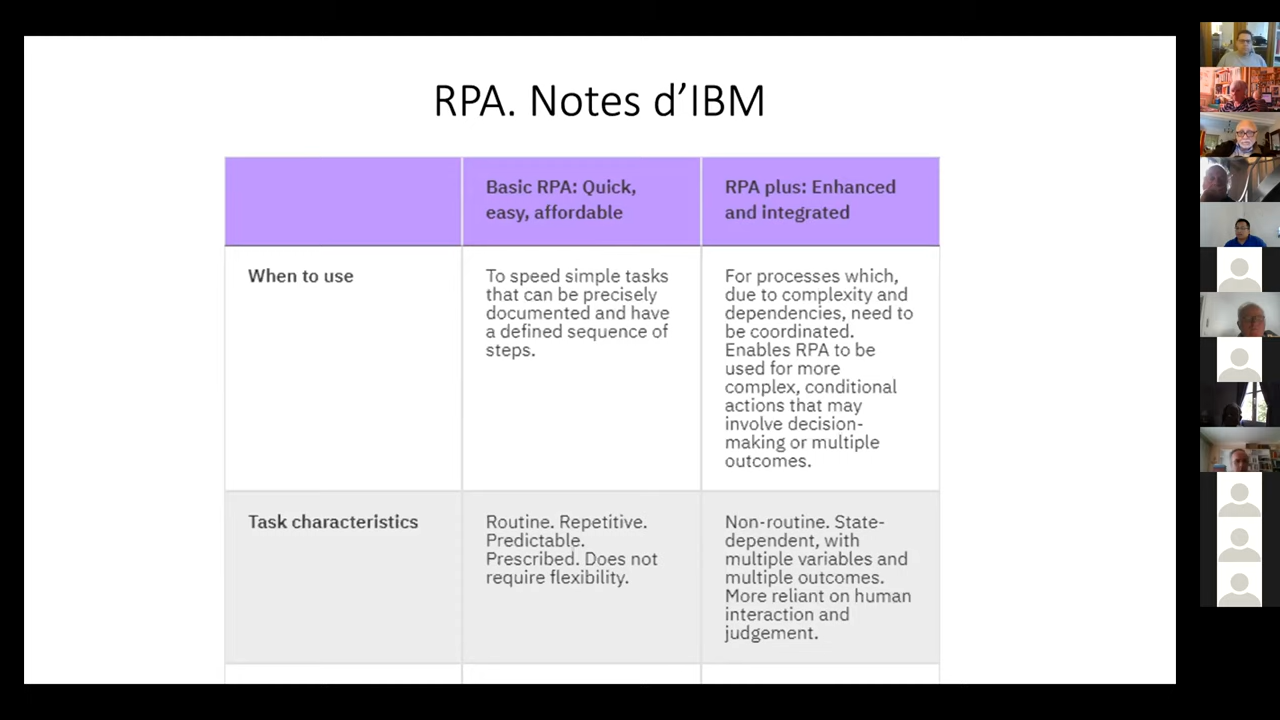 RPA. Notes d’IBM
Basic RPA: Quick,
easy, affordable
RPA plus: Enhanced
and integrated
When to use
To speed simple tasks
that can be precisely
documented and have
a defined sequence of
steps.
For processes which,
due to complexity and
dependencies, need to
be coordinated.
Enables RPA to be
used for more
complex, conditional
actions that may
involve decision-
making or multiple
outcomes.
Task characteristics
Routine. Repetitive.
Predictable.
Prescribed. Does not
require flexibility.
Non-routine. State-
dependent, with
multiple variables and
multiple outcomes.
More reliant on human
interaction and
judgement.